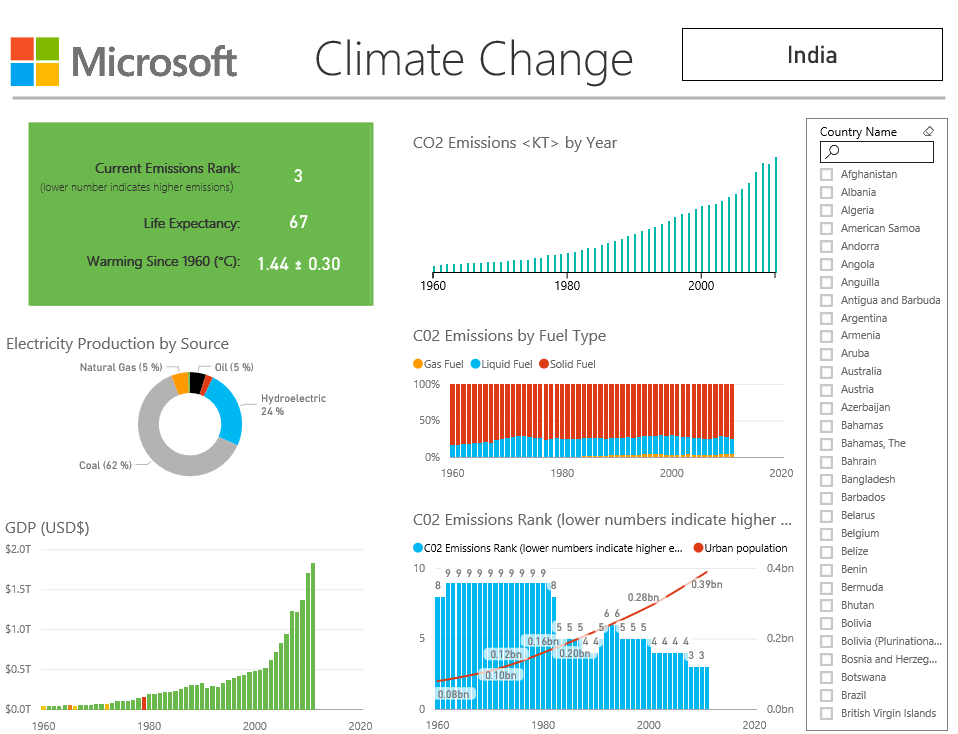 Microsoft
Climate Change
India
Current Emissions Rank:
3
(lower number indicates higher emissions)
Life Expectancy:
67
Warming Since 1960 (°C):
1.44 ± 0.30
Electricity Production by Source
Natural Gas (5 %)
Oil (5 %)
Hydroelectric
24 %
Coal (62 %)
GDP (USD$)
$2.0T
$1.5T
$1.0T
$0.5T
$0.0T
1960 1980 2000 2020
CO2 Emissions <KT> by Year
1960 1980 2000
C02 Emissions by Fuel Type
Gas Fuel Liquid Fuel Solid Fuel
100%
50%
0%
1960 1980 2000 2020
C02 Emissions Rank (lower numbers indicate higher ...
C02 Emissions Rank (lower numbers indicate higher e... Urban population
10 0.4bn
8 9 9 9 9 9 9 9 9 9 9 8
0.39bn
0.28bn
6 6
5 5 5 4 4 5 5 5 5 4 4 4 4 3 3
5 0.2bn
0.16bn
0.12bn
0.20bn
0.10bn
0.08bn
0 0.0bn
1960 1980 2000 2020
Country Name
Afghanistan
Albania
Algeria
American Samoa
Andorra
Angola
Anguilla
Antigua and Barbuda
Argentina
Armenia
Aruba
Australia
Austria
Azerbaijan
Bahamas
Bahamas, The
Bahrain
Bangladesh
Barbados
Belarus
Belgium
Belize
Benin
Bermuda
Bhutan
Bolivia
Bolivia (Plurinationa...
Bosnia and Herzeg...
Botswana
Brazil
British Virgin Islands